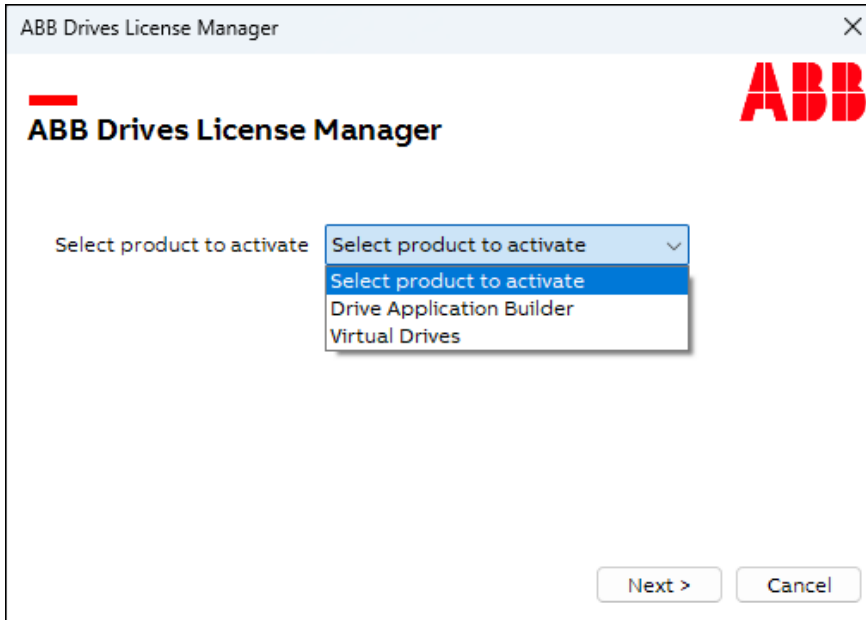 ABB Drives License Manager
ABB
ABB Drives License Manager
Select product to activate Select product to activate
Select product to activate
Drive Application Builder
Virtual Drives
Next > Cancel